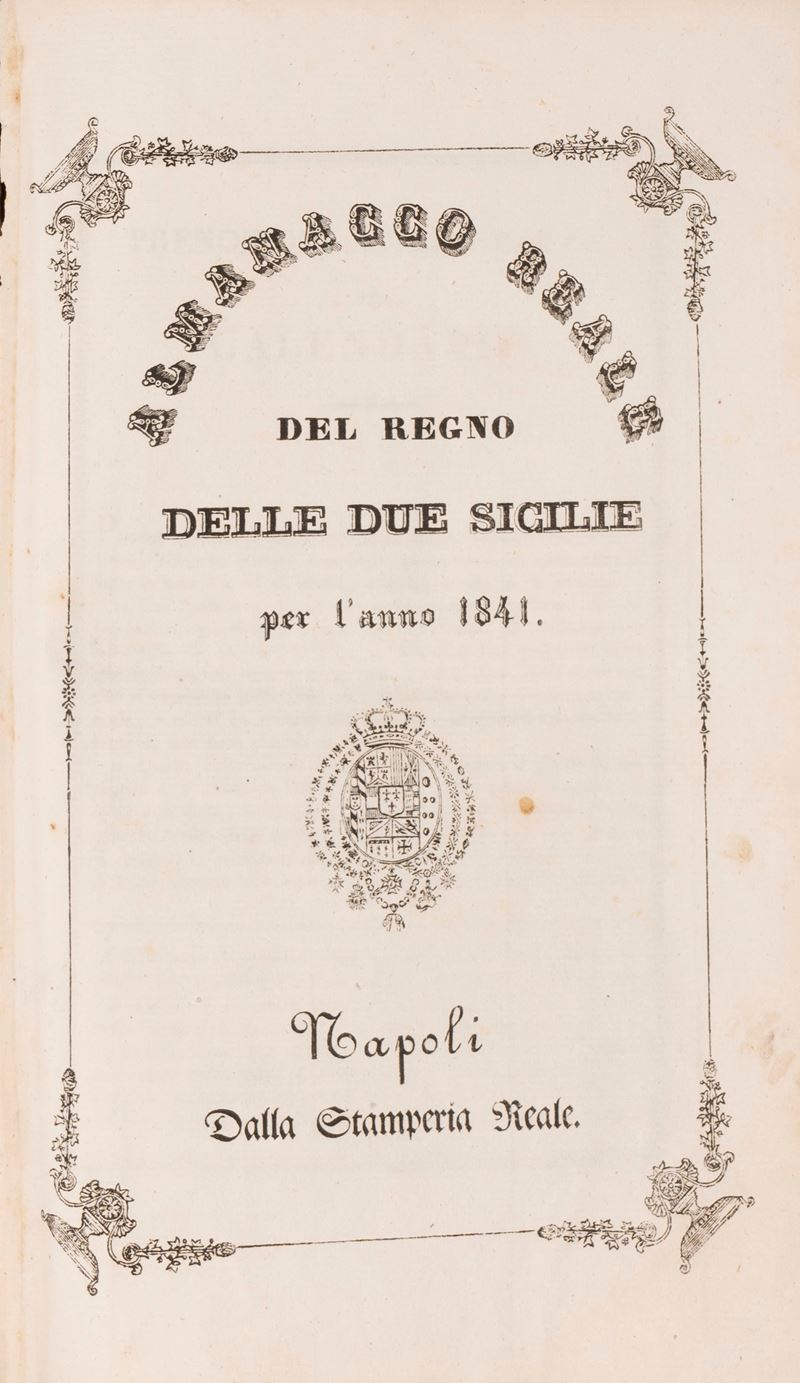 ALMANACCO REALE
DEL REGNO
DELLE DUE SICILIE
per l'anno 1841.
Napoli
Dalla Stamperia Reale.